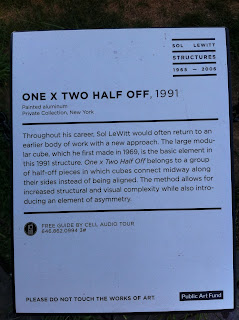 SOL LEWITT
STRUCTURES
1965 – 2006
ONE X TWO HALF OFF, 1991
Painted aluminum
Private Collection, New York
Throughout his career, Sol LeWitt would often return to an
earlier body of work with a new approach. The large modu-
lar cube, which he first made in 1969, is the basic element in
this 1991 structure. One x Two Half Off belongs to a group
of half-off pieces in which cubes connect midway along
their sides instead of being aligned. The method allows for
increased structural and visual complexity while also intro-
ducing an element of asymmetry.
FREE GUIDE BY CELL AUDIO TOUR
646.862.0994 3#
PLEASE DO NOT TOUCH THE WORKS OF ART.
Public Art Fund